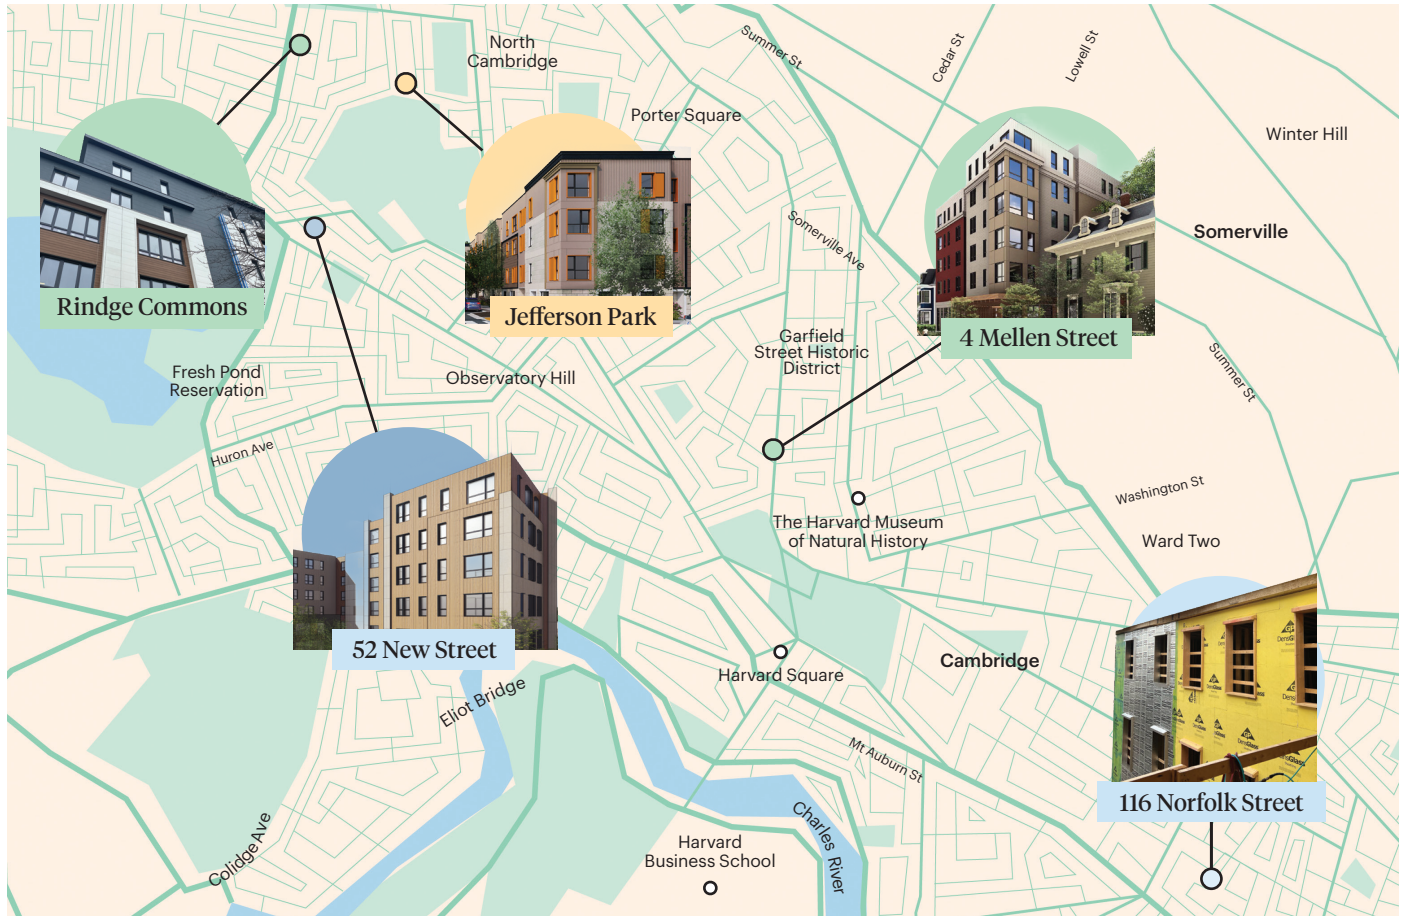 North
Cambridge
Summer St
Cedar St
Lowell St
Porter Square
Winter Hill
Somerville Ave
Somerville
Rindge Commons
Jefferson Park
4 Mellen Street
Garfield
Street Historic
District
Fresh Pond
Reservation
Observatory Hill
Summer St
Huron Ave
Washington St
The Harvard Museum
of Natural History
Ward Two
52 New Street
Cambridge
Harvard Square
Eliot Bridge
Mt Auburn St
DensGlass
DensGlass
DensGlass
116 Norfolk Street
Charles River
Colidge Ave
Harvard
Business School